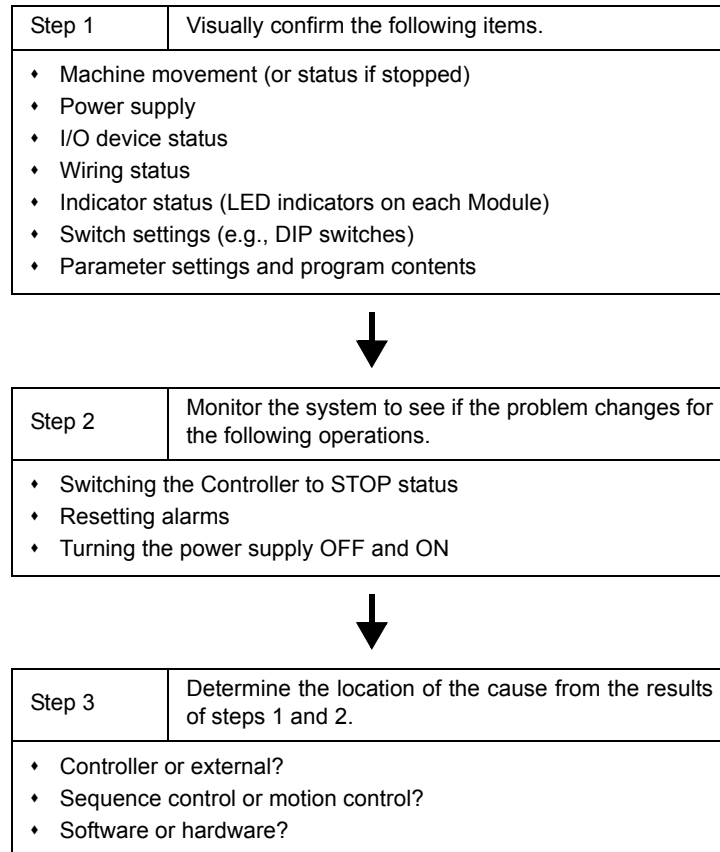 Step 1
Visually confirm the following items.
♦ Machine movement (or status if stopped)
♦ Power supply
♦ I/O device status
♦ Wiring status
♦ Indicator status (LED indicators on each Module)
♦ Switch settings (e.g., DIP switches)
♦ Parameter settings and program contents
Step 2
Monitor the system to see if the problem changes for
the following operations.
♦ Switching the Controller to STOP status
♦ Resetting alarms
♦ Turning the power supply OFF and ON
Step 3
Determine the location of the cause from the results
of steps 1 and 2.
♦ Controller or external?
♦ Sequence control or motion control?
♦ Software or hardware?